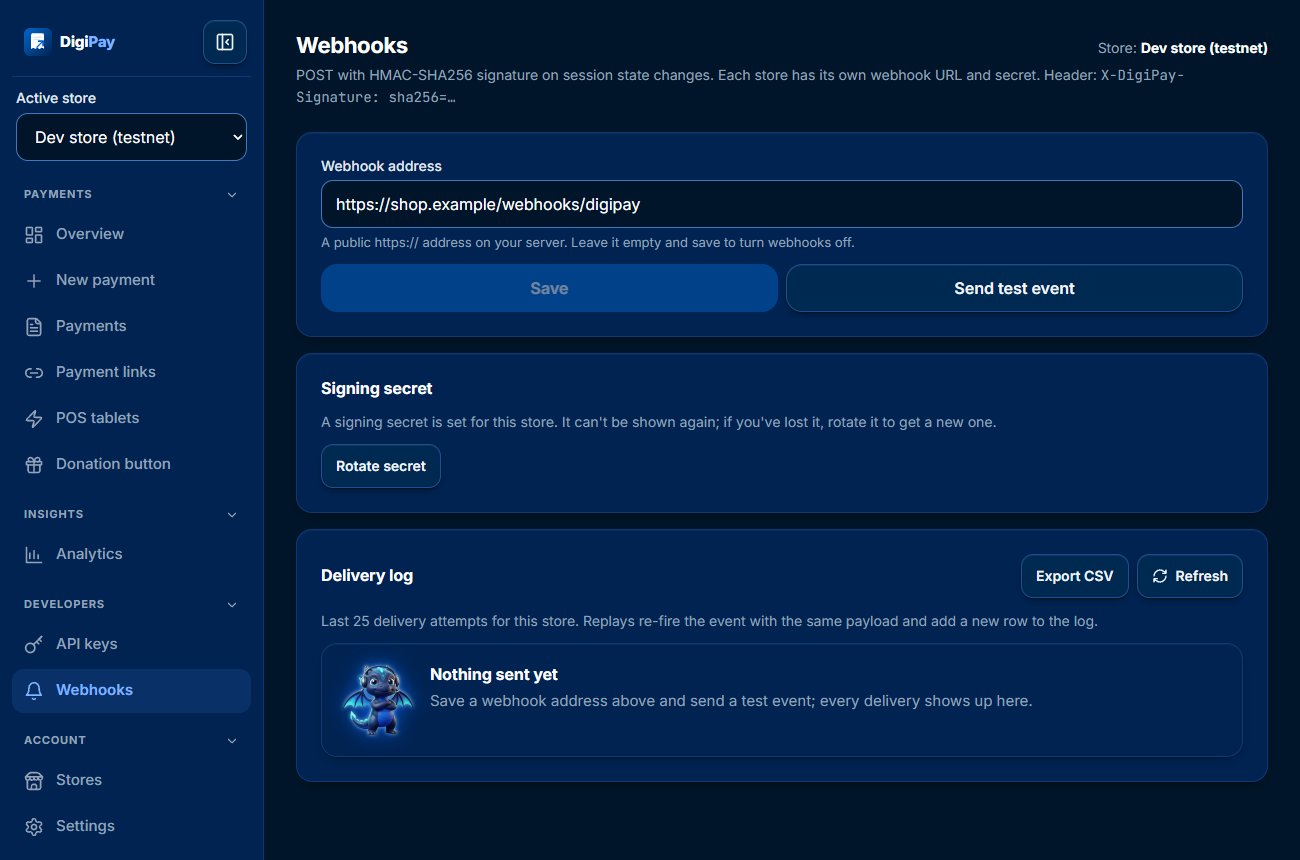 DigiPay
Active store
Dev store (testnet)
PAYMENTS
Overview
New payment
Payments
Payment links
POS tablets
Donation button
INSIGHTS
Analytics
DEVELOPERS
API keys
Webhooks
ACCOUNT
Stores
Settings
Webhooks
Store: Dev store (testnet)
POST with HMAC-SHA256 signature on session state changes. Each store has its own webhook URL and secret. Header: X-DigiPay-
Signature: sha256=…
Webhook address
https://shop.example/webhooks/digipay
A public https:// address on your server. Leave it empty and save to turn webhooks off.
Save
Send test event
Signing secret
A signing secret is set for this store. It can't be shown again; if you've lost it, rotate it to get a new one.
Rotate secret
Delivery log
Export CSV
Refresh
Last 25 delivery attempts for this store. Replays re-fire the event with the same payload and add a new row to the log.
Nothing sent yet
Save a webhook address above and send a test event; every delivery shows up here.